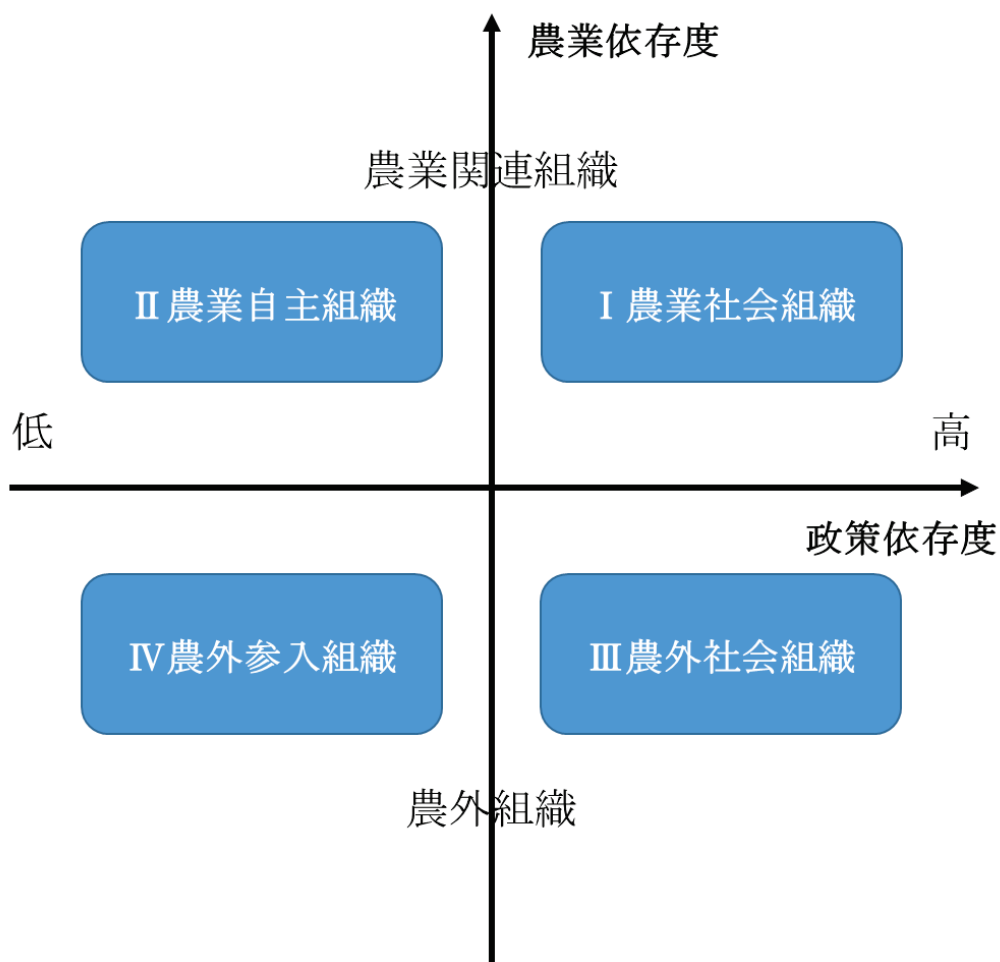 農業依存度
農業関連組織
Ⅱ農業自主組織
Ⅰ農業社会組織
低
高
政策依存度
Ⅳ農外参入組織
Ⅲ農外社会組織
農外組織